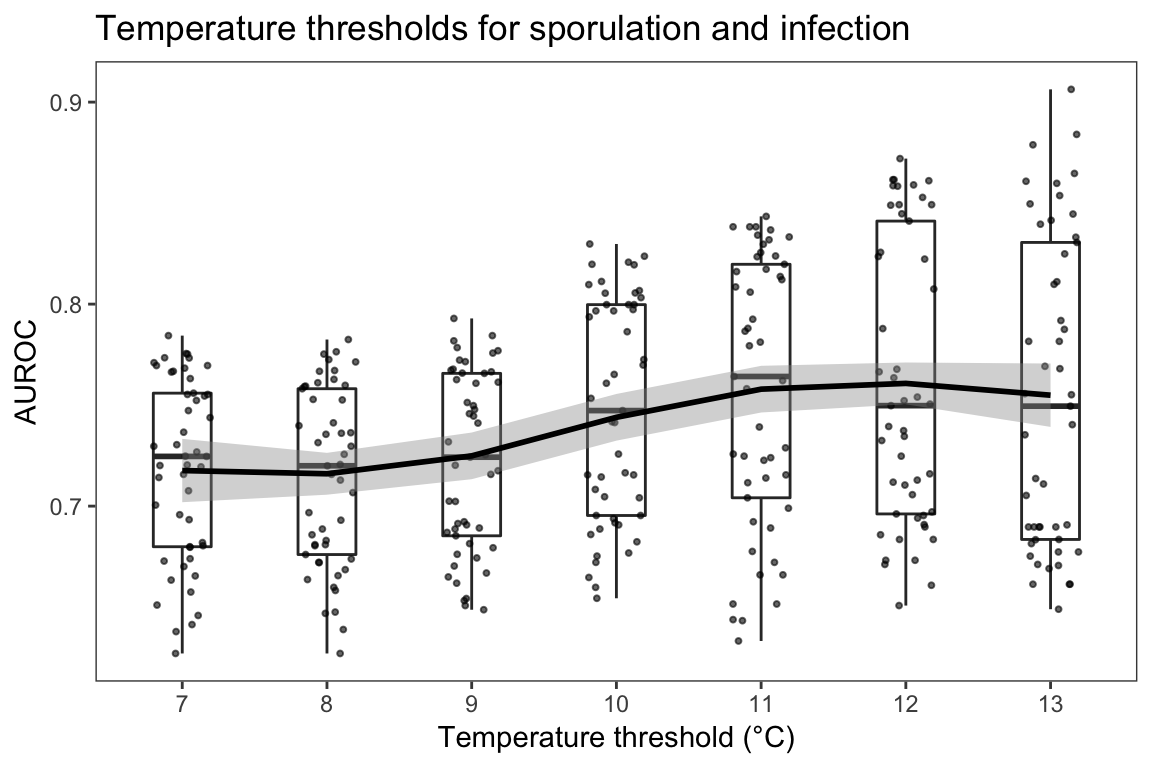 Temperature thresholds for sporulation and infection
0.9
0.8
0.7
AUROC
7 8 9 10 11 12 13
Temperature threshold (°C)